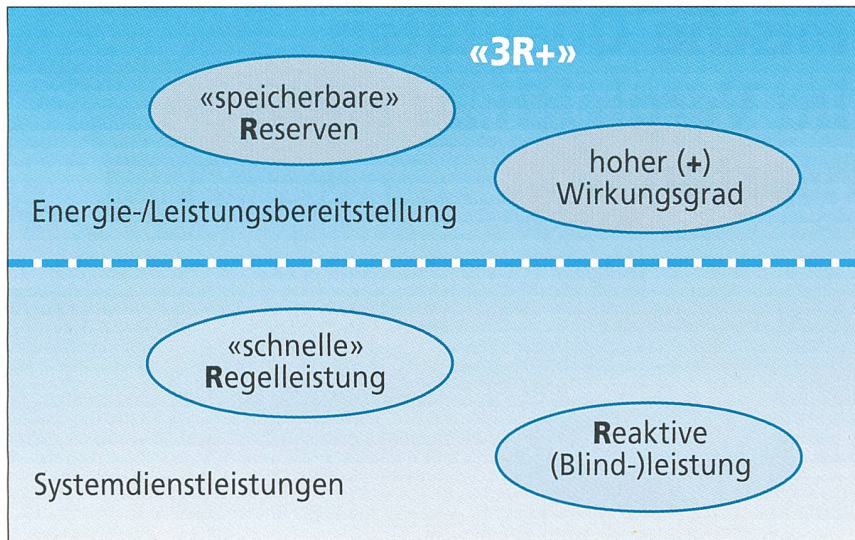 «3R+»
«speicherbare»
Reserven
hoher (+)
Wirkungsgrad
Energie-/Leistungsbereitstellung
«schnelle»
Regelleistung
Reaktive
(Blind-)leistung
Systemdienstleistungen